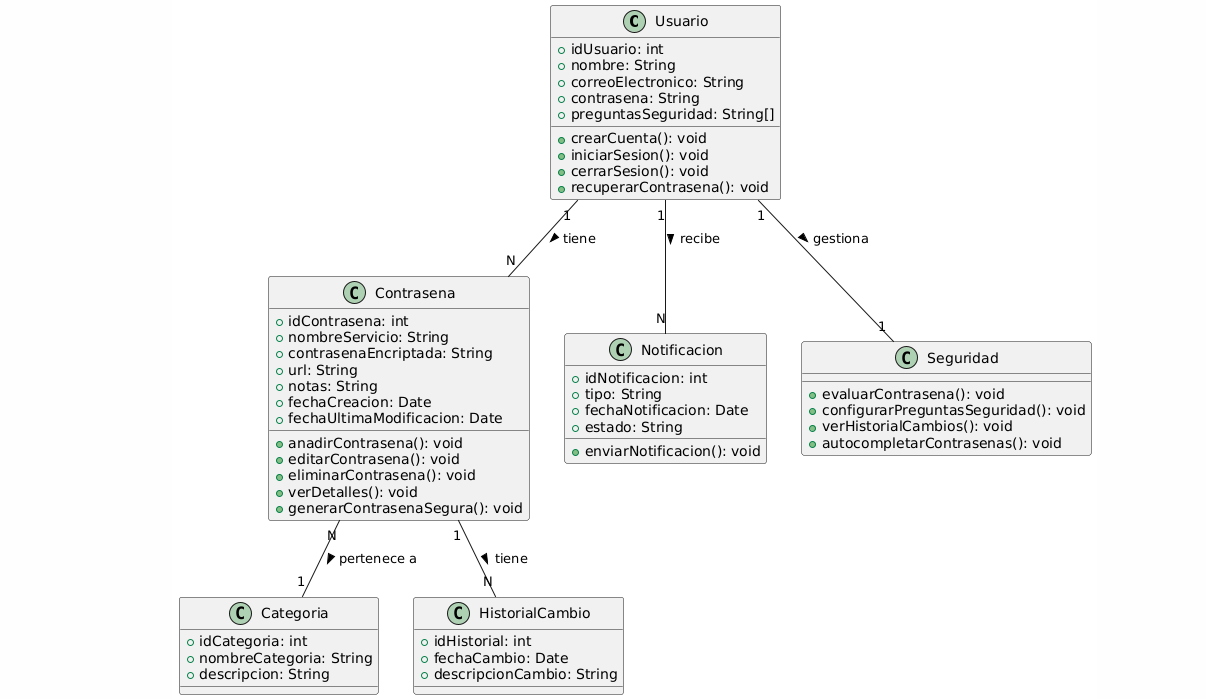 C Usuario
idUsuario: int
nombre: String
correoElectronico: String
contrasena: String
preguntasSeguridad: String[]
crearCuenta(): void
iniciarSesion(): void
cerrarSesion(): void
recuperarContrasena(): void
1
1
1
tiene
recibe
gestiona
N
N
1
C Contrasena
idContrasena: int
nombreServicio: String
contrasenaEncriptada: String
url: String
notas: String
fechaCreacion: Date
fechaUltimaModificacion: Date
anadirContrasena(): void
editarContrasena(): void
eliminarContrasena(): void
verDetalles(): void
generarContrasenaSegura(): void
C Notificacion
idNotificacion: int
tipo: String
fechaNotificacion: Date
estado: String
enviarNotificacion(): void
C Seguridad
evaluarContrasena(): void
configurarPreguntasSeguridad(): void
verHistorialCambios(): void
autocompletarContrasenas(): void
N
1
pertenece a
tiene
1
N
C Categoria
idCategoria: int
nombreCategoria: String
descripcion: String
C HistorialCambio
idHistorial: int
fechaCambio: Date
descripcionCambio: String